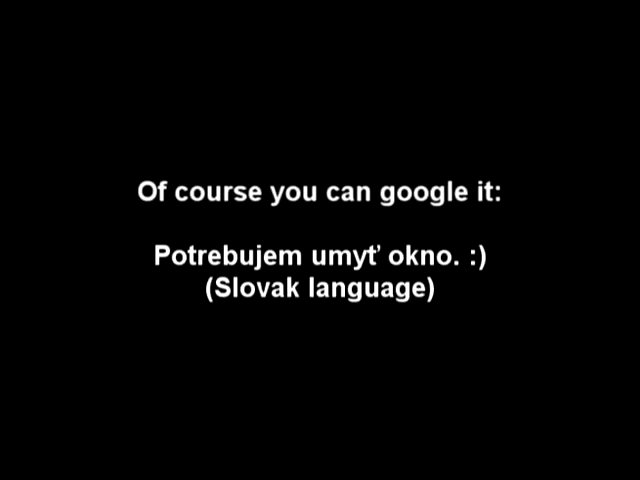 Of course you can google it:
Potrebujem umyť okno. :)
(Slovak language)